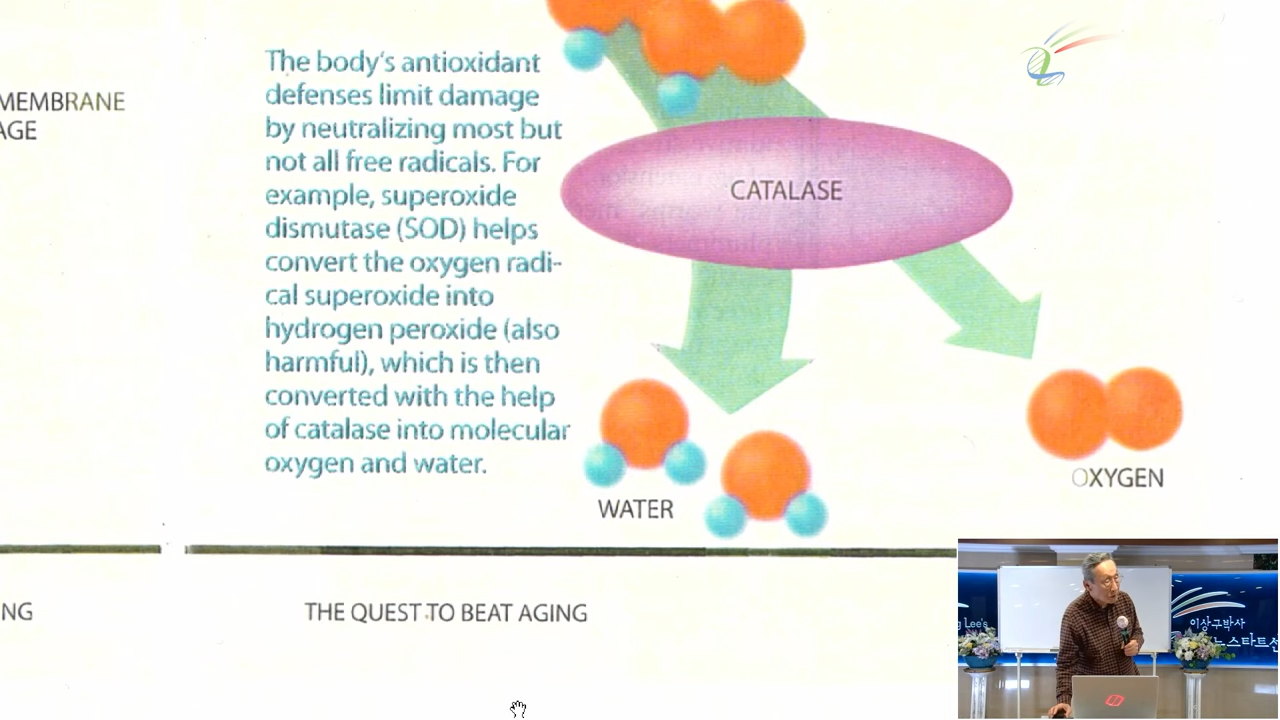 MEMBRANE
AGE
The body's antioxidant
defenses limit damage
by neutralizing most but
not all free radicals. For
example, superoxide
dismutase (SOD) helps
convert the oxygen radi-
cal superoxide into
hydrogen peroxide (also
harmful), which is then
converted with the help
of catalase into molecular
oxygen and water.
CATALASE
WATER
OXYGEN
NG
THE QUEST TO BEAT AGING
g Lee's
이상구박사
뉴스타트센